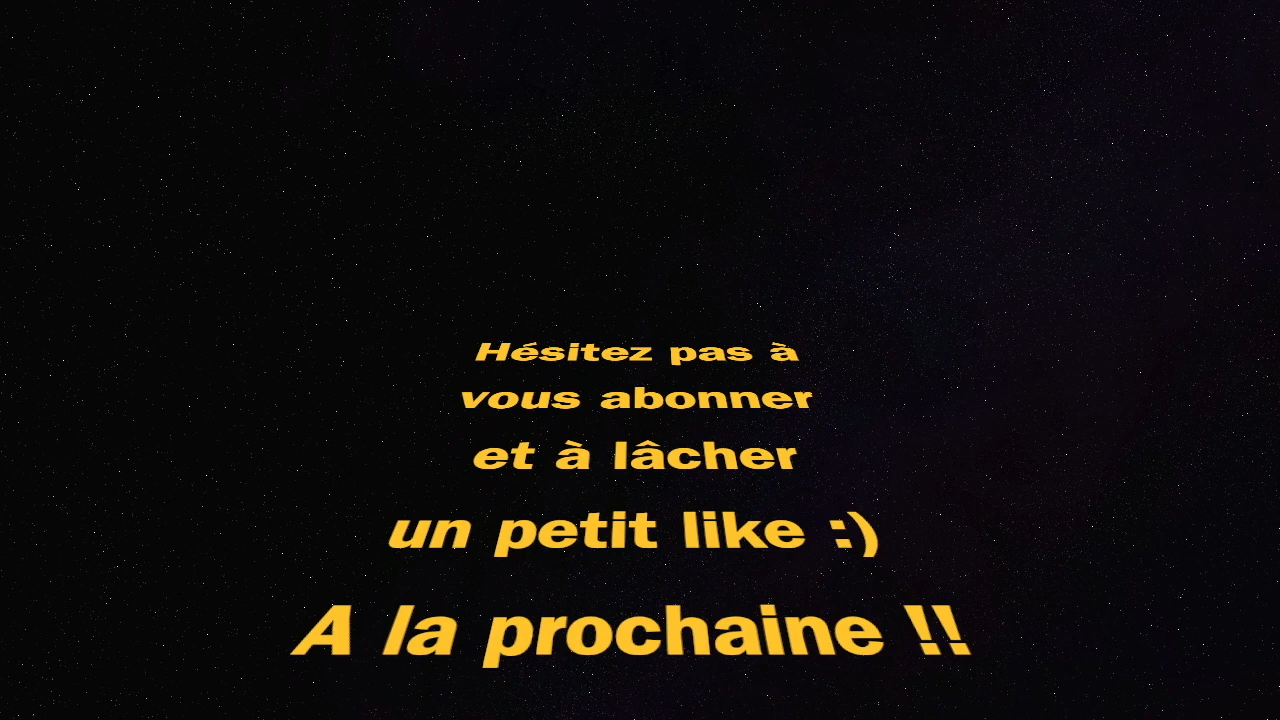 Hésitez pas à
vous abonner
et à lâcher
un petit like :)
A la prochaine !!